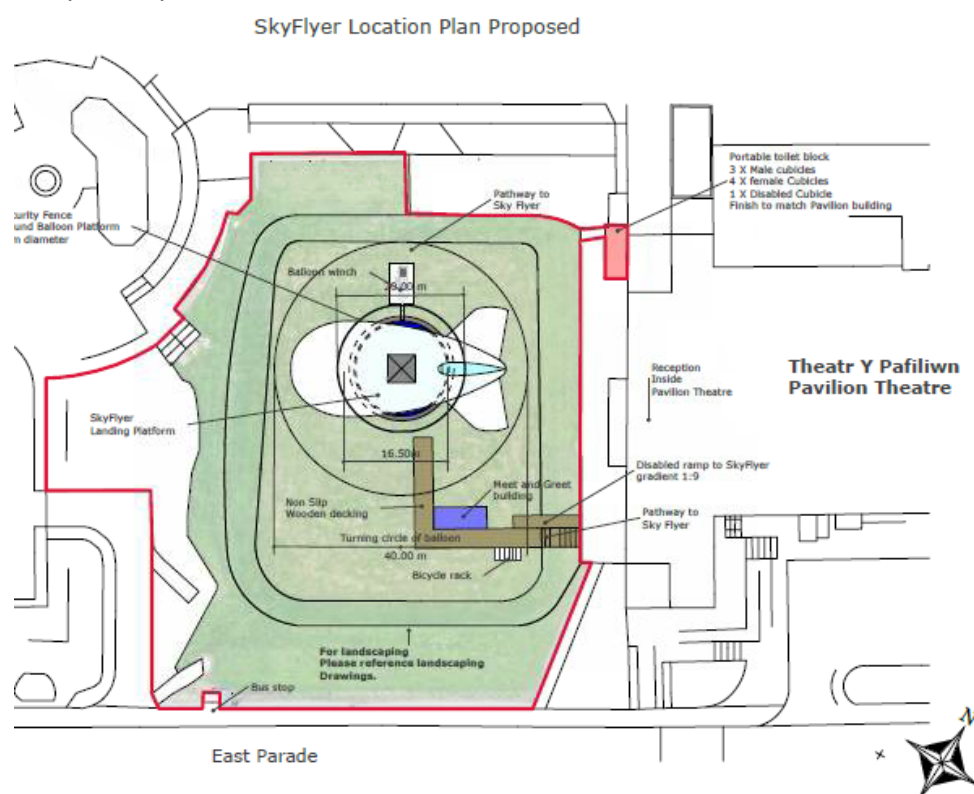 SkyFlyer Location Plan Proposed
Portable toilet block
3 X Male cubicles
4 X female Cubicles
1 X Disabled Cubicle
Finish to match Pavilion building
Pathway to
Sky Flyer
curity Fence
und Balloon Platform
m diameter
Balloon winch
20.00 m
Reception
Inside
Pavilion Theatre
Theatr Y Pafiliwn
Pavilion Theatre
SkyFlyer
Landing Platform
16.50m
Disabled ramp to SkyFlyer
gradient 1:9
Meet and Greet
building
Non Slip
Wooden decking
Pathway to
Sky Flyer
Turning circle of balloon
40.00 m
Bicycle rack
For landscaping
Please reference landscaping
Drawings.
Bus stop
East Parade
N